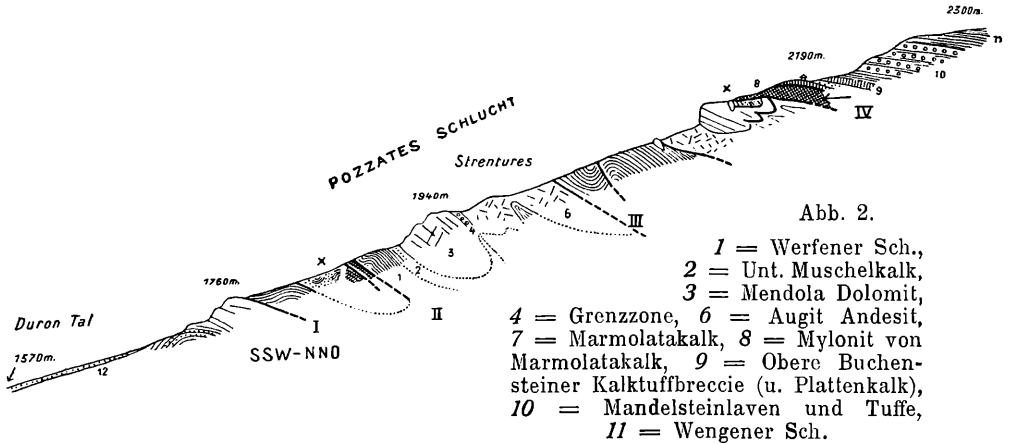 2300m.
n
2190m.
10
8
9
x
IV
POZZATES SCHLUCHT
Strentures
1940m.
6
III
4
3
x
1
2
1760m.
II
I
Duron Tal
SSW-NNO
1570m.
12
Abb. 2.
1 = Werfener Sch.,
2 = Unt. Muschelkalk,
3 = Mendola Dolomit,
4 = Grenzzone, 6 = Augit Andesit,
7 = Marmolatakalk, 8 = Mylonit von
Marmolatakalk, 9 = Obere Buchen-
steiner Kalktuffbreccie (u. Plattenkalk),
10 = Mandelsteinlaven und Tuffe,
11 = Wengener Sch.